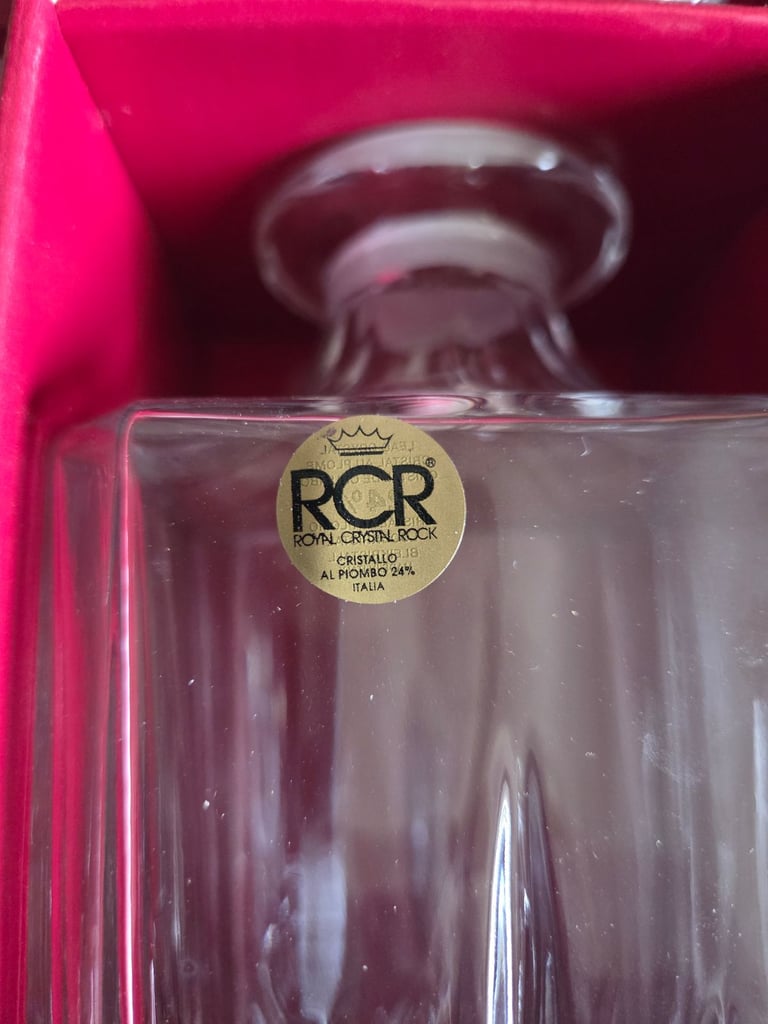 RCR®
ROYAL CRYSTAL ROCK
CRISTALLO
AL PIOMBO 24%
ITALIA